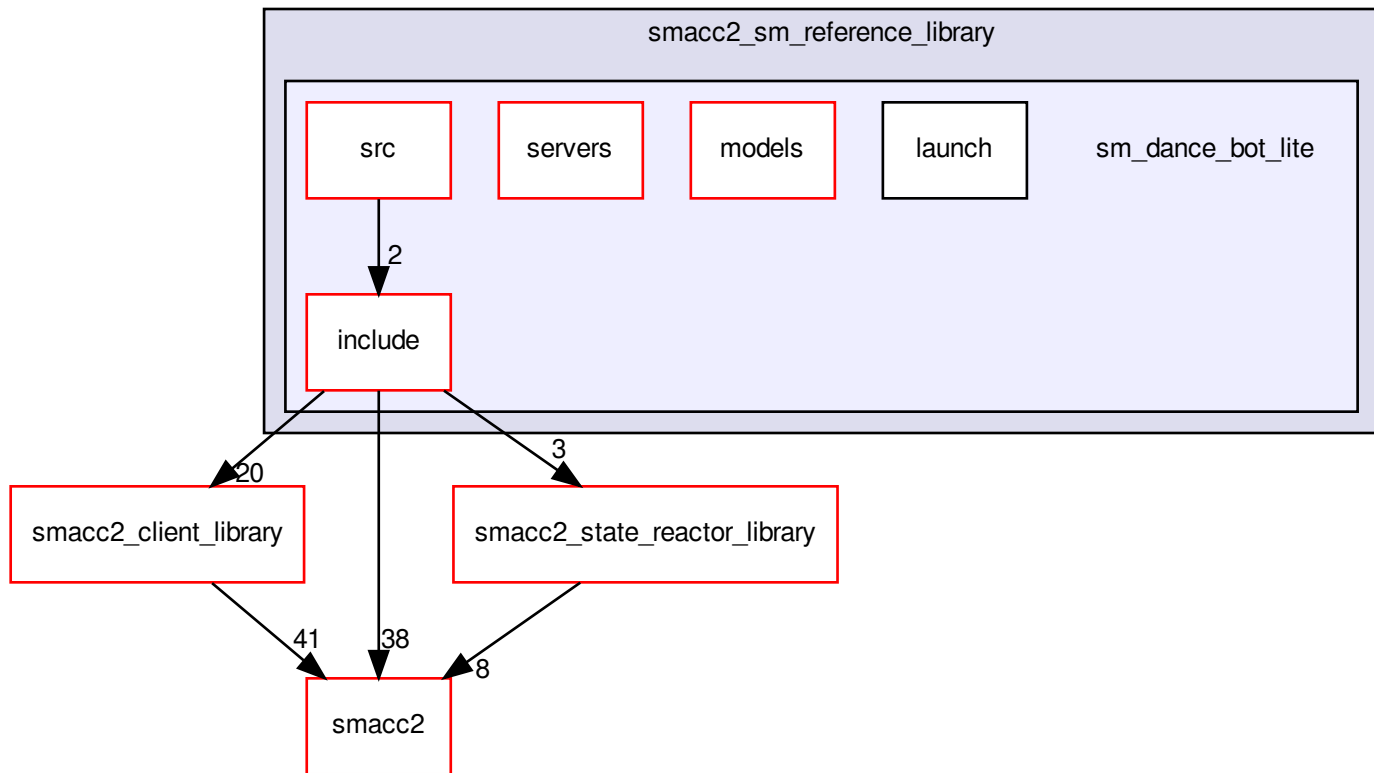 smacc2_sm_reference_library
src
servers
models
launch
sm_dance_bot_lite
2
include
20
3
smacc2_client_library
smacc2_state_reactor_library
41
38
8
smacc2